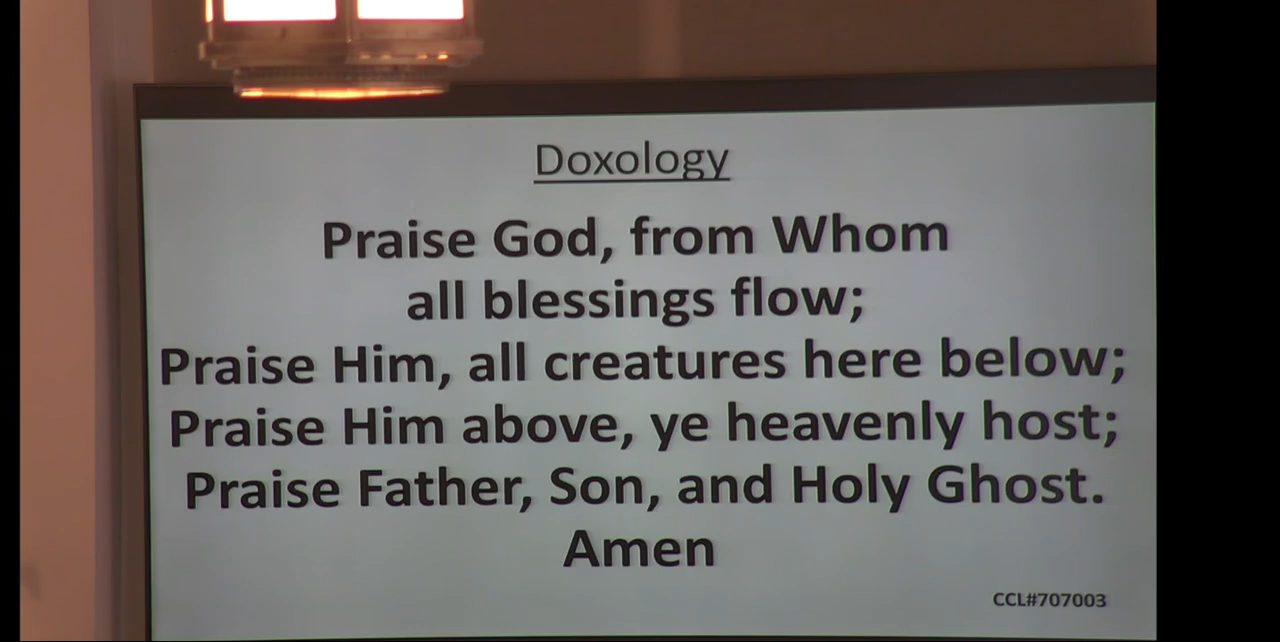 Doxology
Praise God, from Whom
all blessings flow;
Praise Him, all creatures here below;
Praise Him above, ye heavenly host;
Praise Father, Son, and Holy Ghost.
Amen
CCL#707003